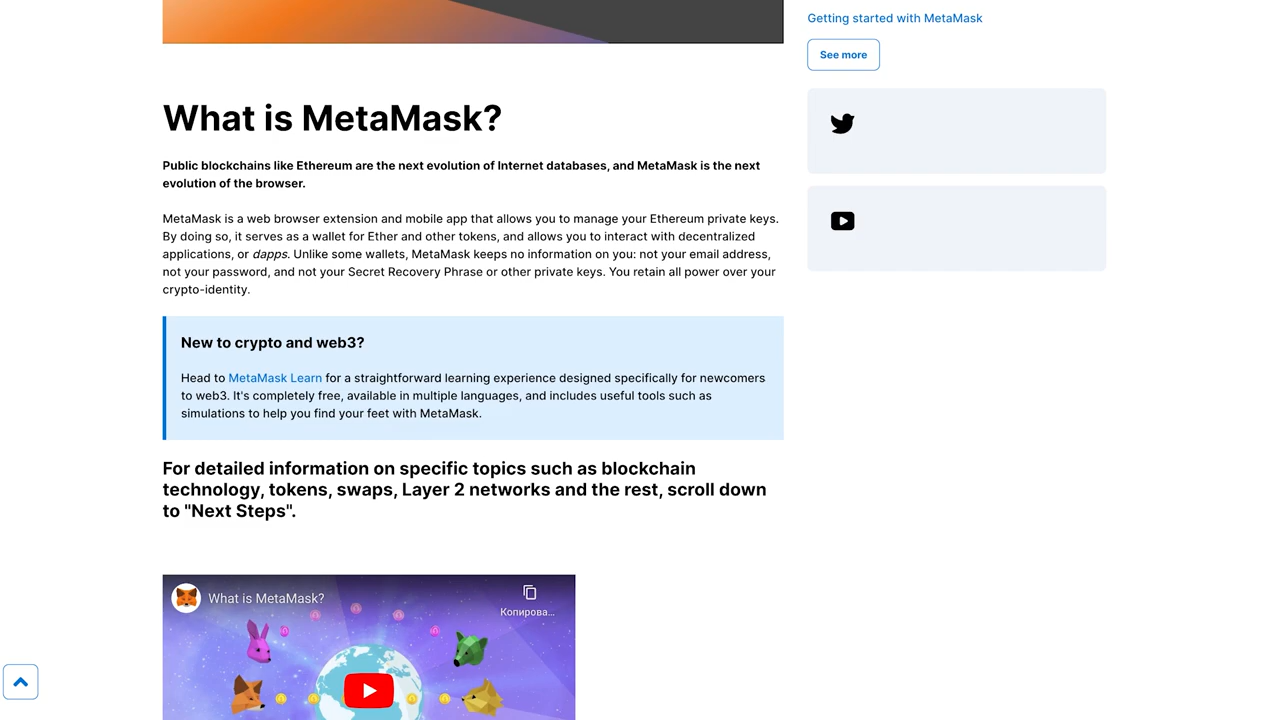 Getting started with MetaMask
See more
What is MetaMask?
Public blockchains like Ethereum are the next evolution of Internet databases, and MetaMask is the next
evolution of the browser.
MetaMask is a web browser extension and mobile app that allows you to manage your Ethereum private keys.
By doing so, it serves as a wallet for Ether and other tokens, and allows you to interact with decentralized
applications, or dapps. Unlike some wallets, MetaMask keeps no information on you: not your email address,
not your password, and not your Secret Recovery Phrase or other private keys. You retain all power over your
crypto-identity.
New to crypto and web3?
Head to MetaMask Learn for a straightforward learning experience designed specifically for newcomers
to web3. It's completely free, available in multiple languages, and includes useful tools such as
simulations to help you find your feet with MetaMask.
For detailed information on specific topics such as blockchain
technology, tokens, swaps, Layer 2 networks and the rest, scroll down
to "Next Steps".
What is MetaMask?
Копирова...